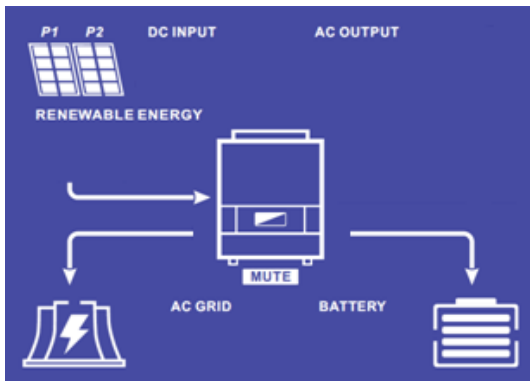 P1 P2 DC INPUT AC OUTPUT
RENEWABLE ENERGY
MUTE
AC GRID BATTERY